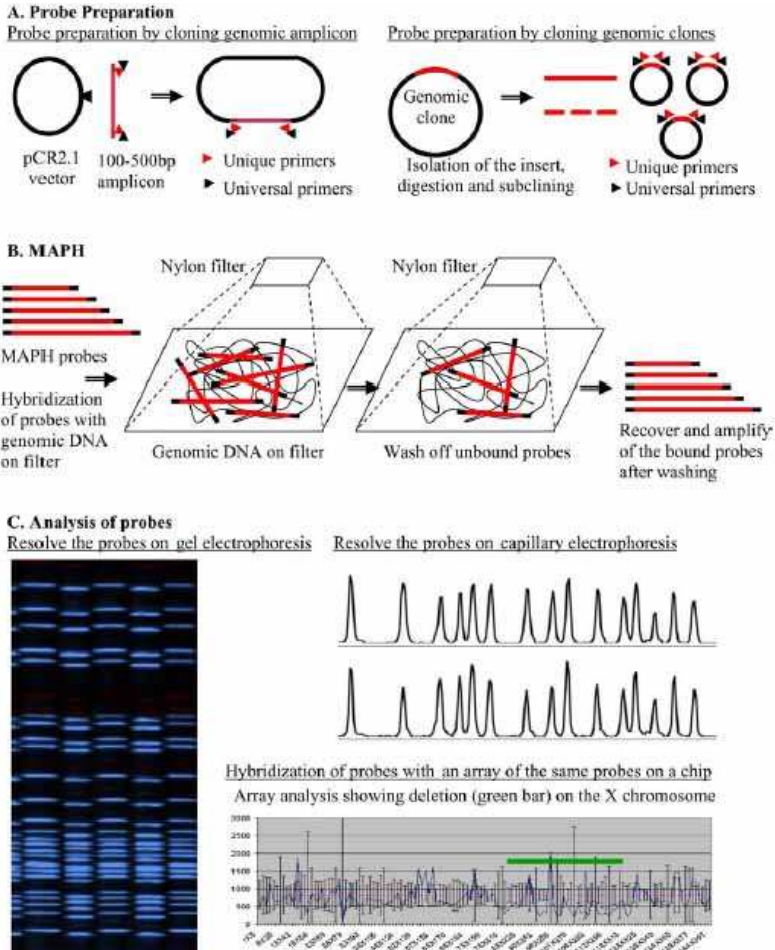 A. Probe Preparation
Probe preparation by cloning genomic amplicon
Probe preparation by cloning genomic clones
pCR2.1
vector
100-500bp
amplicon
Unique primers
Universal primers
Genomic
clone
Isolation of the insert,
digestion and subclining
Unique primers
Universal primers
B. MAPH
MAPH probes
Hybridization
of probes with
genomic DNA
on filter
Nylon filter
Genomic DNA on filter
Nylon filter
Wash off unbound probes
Recover and amplify
of the bound probes
after washing
C. Analysis of probes
Resolve the probes on gel electrophoresis
Resolve the probes on capillary electrophoresis
Hybridization of probes with an array of the same probes on a chip
Array analysis showing deletion (green bar) on the X chromosome
3000
2500
2000
1500
1000
500
0